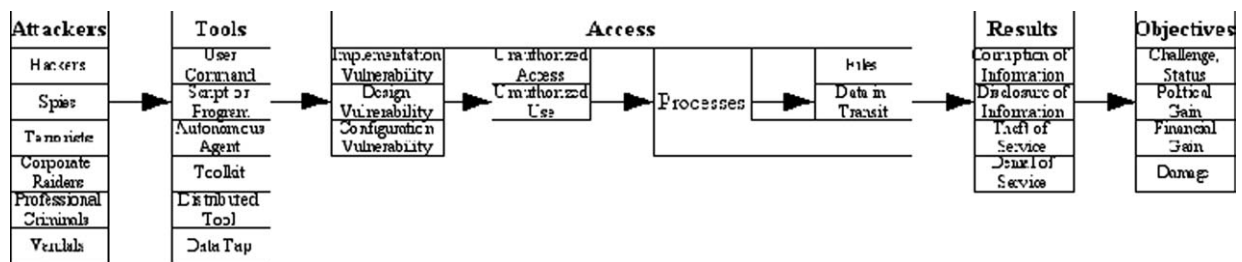 Attackers
Hackers
Spies
Terrorists
Corporate
Raiders
Professional
Criminals
Vandals
Tools
User
Command
Script or
Program
Autonomous
Agent
Toolkit
Distributed
Tool
Data Tap
Access
Implementation
Vulnerability
Design
Vulnerability
Configuration
Vulnerability
Unauthorized
Access
Unauthorized
Use
Processes
Files
Data in
Transit
Results
Corruption of
Information
Disclosure of
Information
Theft of
Service
Denial of
Service
Objectives
Challenge,
Status
Political
Gain
Financial
Gain
Damage